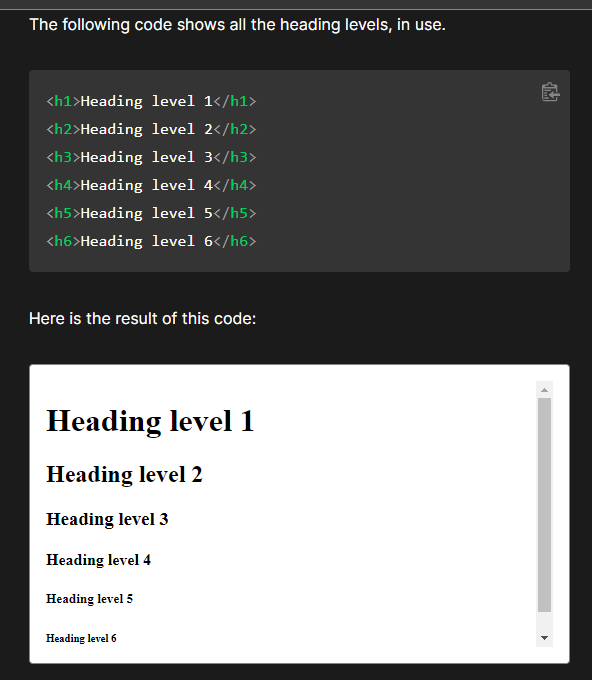 The following code shows all the heading levels, in use.
<h1>Heading level 1</h1>
<h2>Heading level 2</h2>
<h3>Heading level 3</h3>
<h4>Heading level 4</h4>
<h5>Heading level 5</h5>
<h6>Heading level 6</h6>
Here is the result of this code:
Heading level 1
Heading level 2
Heading level 3
Heading level 4
Heading level 5
Heading level 6